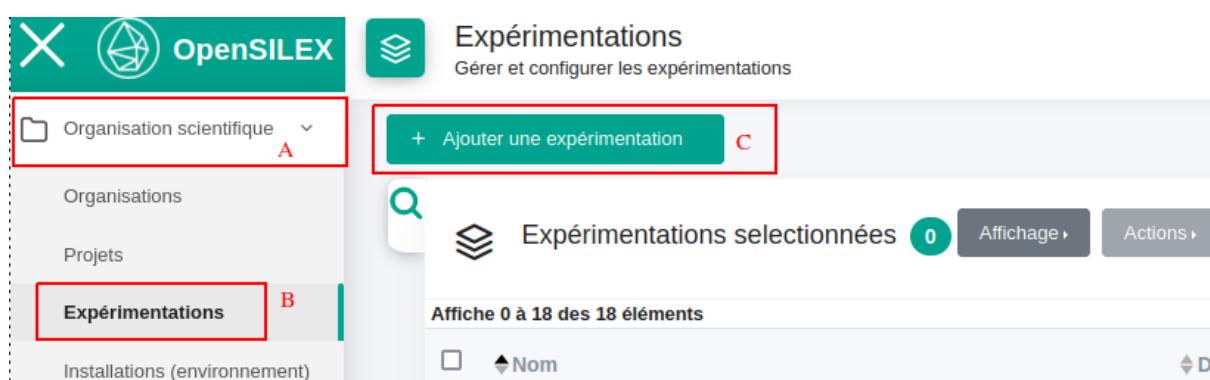 OpenSILEX
Expérimentations
Gérer et configurer les expérimentations
Organisation scientifique
A
+ Ajouter une expérimentation
C
Organisations
Projets
Expérimentations
B
Installations (environnement)
Expérimentations selectionnées 0 Affichage Actions
Affiche 0 à 18 des 18 éléments
Nom
D